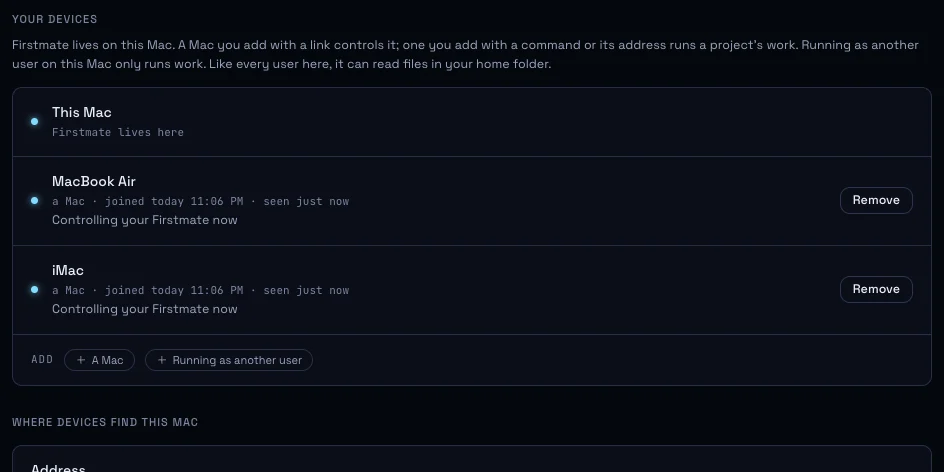 YOUR DEVICES
Firstmate lives on this Mac. A Mac you add with a link controls it; one you add with a command or its address runs a project's work. Running as another
user on this Mac only runs work. Like every user here, it can read files in your home folder.
This Mac
Firstmate lives here
MacBook Air
a Mac · joined today 11:06 PM · seen just now
Controlling your Firstmate now
Remove
iMac
a Mac · joined today 11:06 PM · seen just now
Controlling your Firstmate now
Remove
ADD + A Mac + Running as another user
WHERE DEVICES FIND THIS MAC
Address